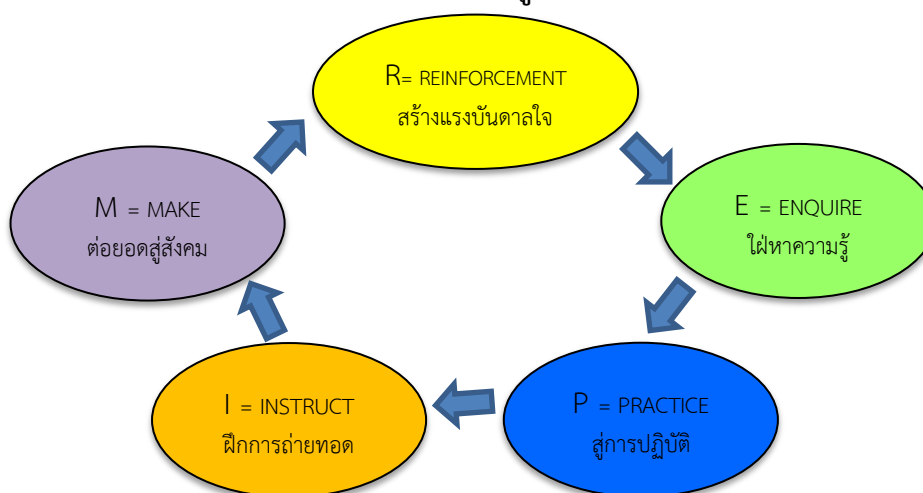 R= REINFORCEMENT
สร้างแรงบันดาลใจ
E = ENQUIRE
ใฝ่หาความรู้
P = PRACTICE
สู่การปฏิบัติ
I = INSTRUCT
ฝึกการถ่ายทอด
M = MAKE
ต่อยอดสู่สังคม